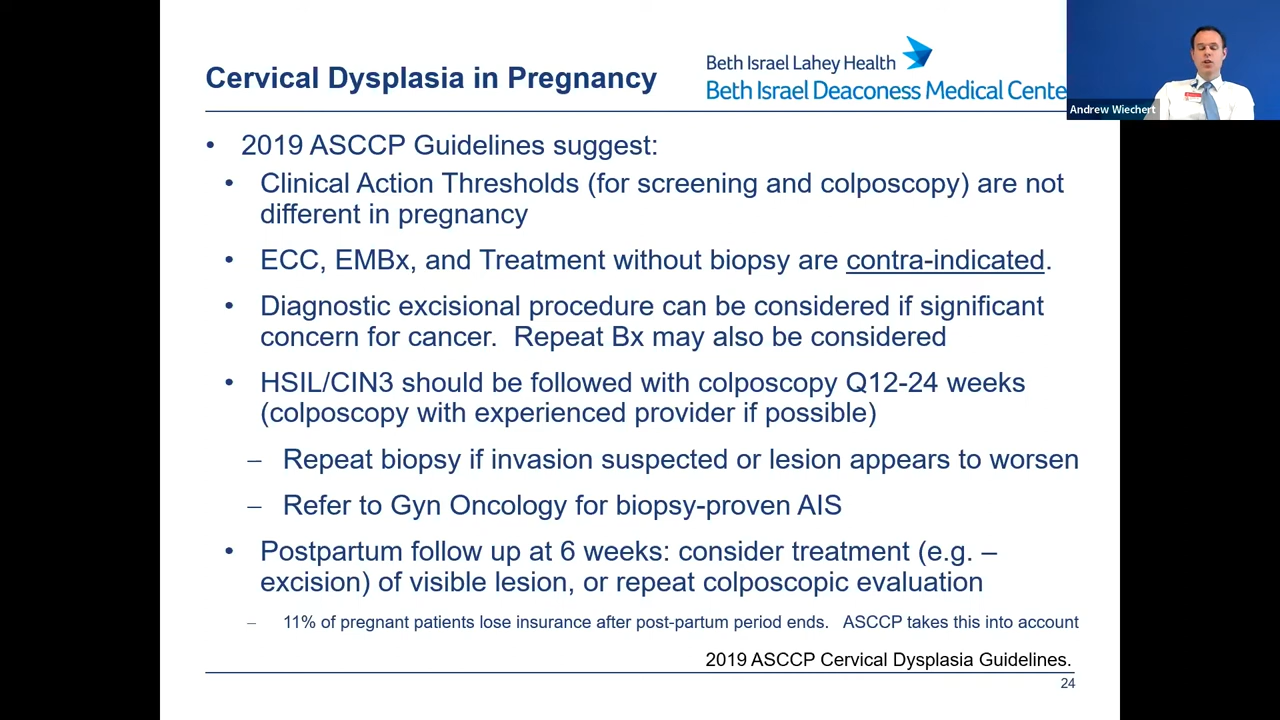 Cervical Dysplasia in Pregnancy
Beth Israel Lahey Health
Beth Israel Deaconess Medical Cente
Andrew Wiechert
• 2019 ASCCP Guidelines suggest:
• Clinical Action Thresholds (for screening and colposcopy) are not
different in pregnancy
• ECC, EMBx, and Treatment without biopsy are contra-indicated.
• Diagnostic excisional procedure can be considered if significant
concern for cancer.  Repeat Bx may also be considered
• HSIL/CIN3 should be followed with colposcopy Q12-24 weeks
(colposcopy with experienced provider if possible)
– Repeat biopsy if invasion suspected or lesion appears to worsen
– Refer to Gyn Oncology for biopsy-proven AIS
• Postpartum follow up at 6 weeks: consider treatment (e.g. –
excision) of visible lesion, or repeat colposcopic evaluation
– 11% of pregnant patients lose insurance after post-partum period ends.   ASCCP takes this into account
2019 ASCCP Cervical Dysplasia Guidelines.
24